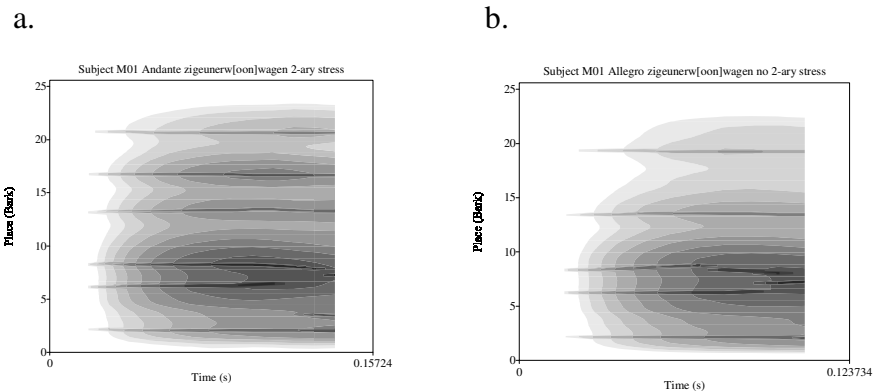 a.
Subject M01 Andante zigeunerw[oon]wagen 2-ary stress
25
20
15
10
5
0
Place (Bark)
0
0.15724
Time (s)
b.
Subject M01 Allegro zigeunerw[oon]wagen no 2-ary stress
25
20
15
10
5
0
Place (Bark)
0
0.123734
Time (s)